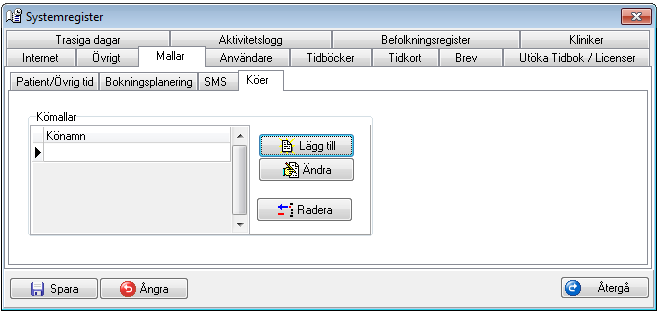 Systemregister
Trasiga dagar Aktivitetslogg Befolkningsregister Kliniker
Internet Övrigt Mallar Användare Tidböcker Tidkort Brev Utöka Tidbok / Licenser
Patient/Övrig tid Bokningsplanering SMS Köer
Kömallar
Könamn
Lägg till
Ändra
Radera
Spara Ångra Återgå